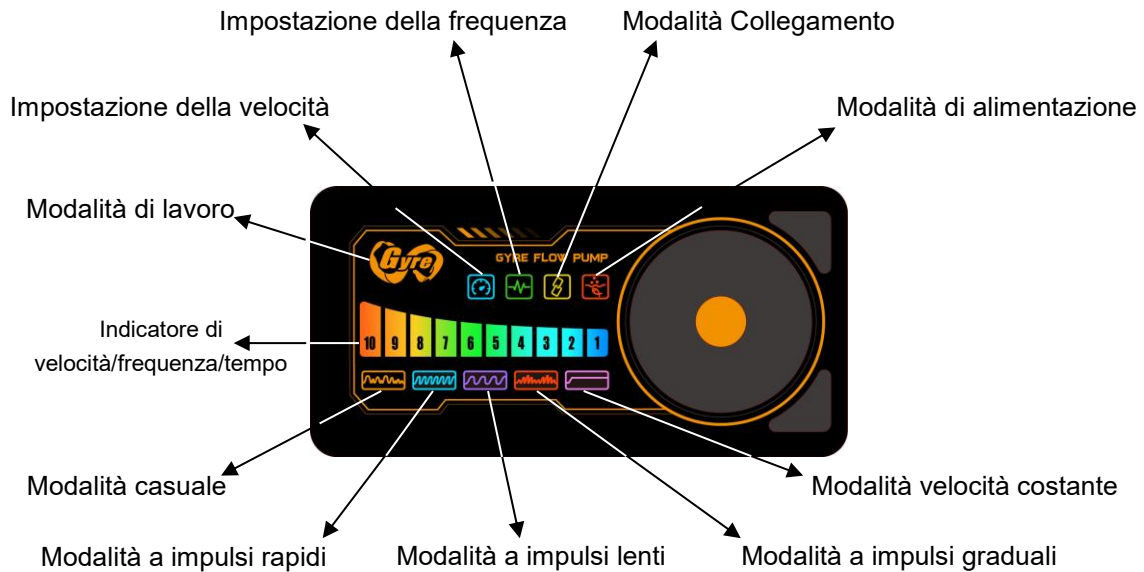 Impostazione della frequenza
Modalità Collegamento
Impostazione della velocità
Modalità di alimentazione
Modalità di lavoro
Gyre
GYRE FLOW PUMP
Indicatore di
velocità/frequenza/tempo
10 9 8 7 6 5 4 3 2 1
Modalità casuale
Modalità velocità costante
Modalità a impulsi rapidi
Modalità a impulsi lenti
Modalità a impulsi graduali